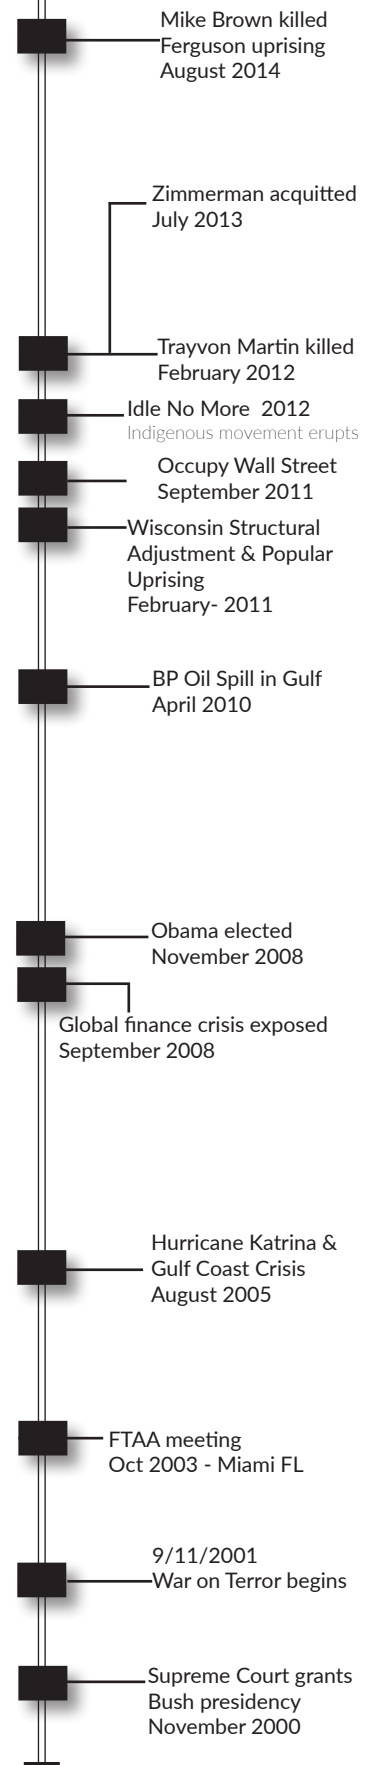 Mike Brown killed
Ferguson uprising
August 2014
Zimmerman acquitted
July 2013
Trayvon Martin killed
February 2012
Idle No More  2012
Indigenous movement erupts
Occupy Wall Street
September 2011
Wisconsin Structural
Adjustment & Popular
Uprising
February- 2011
BP Oil Spill in Gulf
April 2010
Obama elected
November 2008
Global finance crisis exposed
September 2008
Hurricane Katrina &
Gulf Coast Crisis
August 2005
FTAA meeting
Oct 2003 - Miami FL
9/11/2001
War on Terror begins
Supreme Court grants
Bush presidency
November 2000